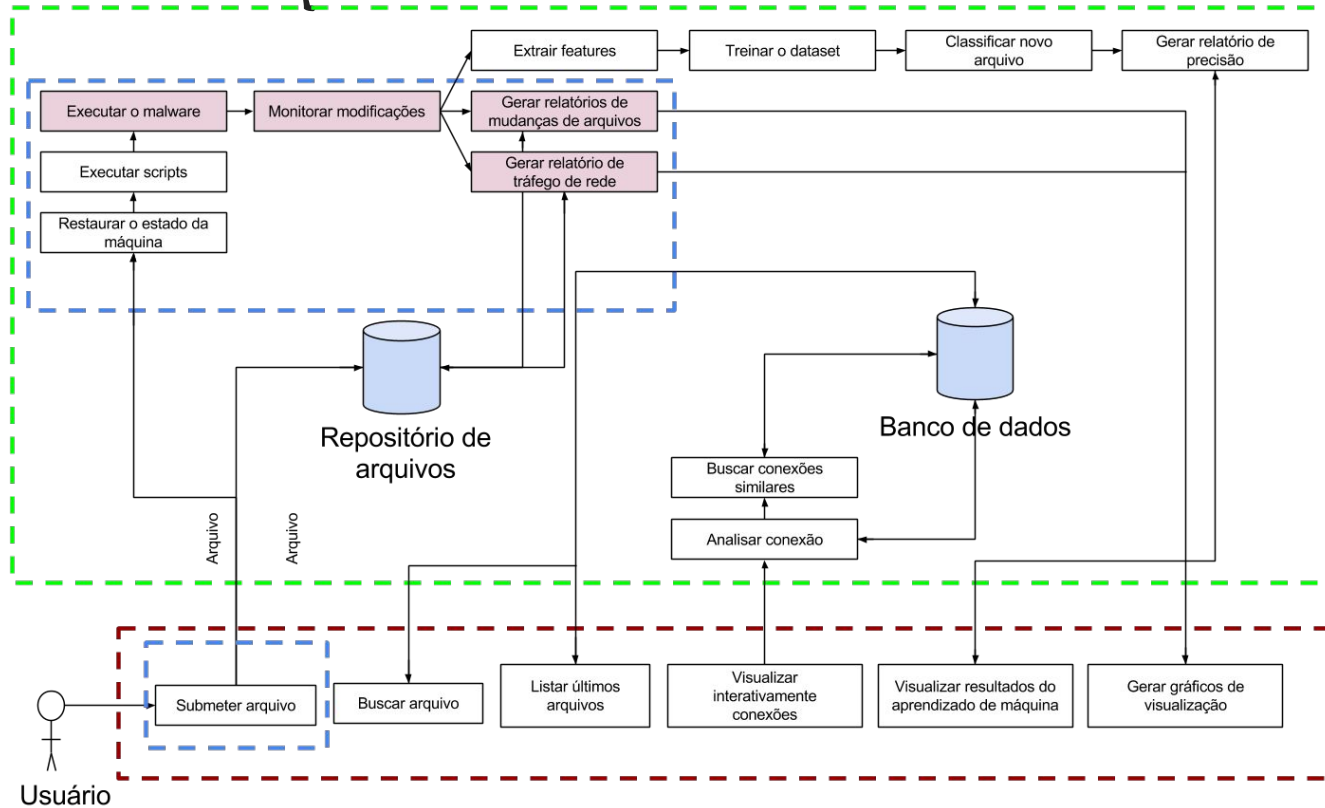 Extrair features
Treinar o dataset
Classificar novo
arquivo
Gerar relatório de
precisão
Executar o malware
Monitorar modificações
Gerar relatórios de
mudanças de arquivos
Executar scripts
Gerar relatório de
tráfego de rede
Restaurar o estado da
máquina
Repositório de
arquivos
Banco de dados
Buscar conexões
similares
Analisar conexão
Arquivo
Arquivo
Submeter arquivo
Buscar arquivo
Listar últimos
arquivos
Visualizar
interativamente
conexões
Visualizar resultados do
aprendizado de máquina
Gerar gráficos de
visualização
Usuário